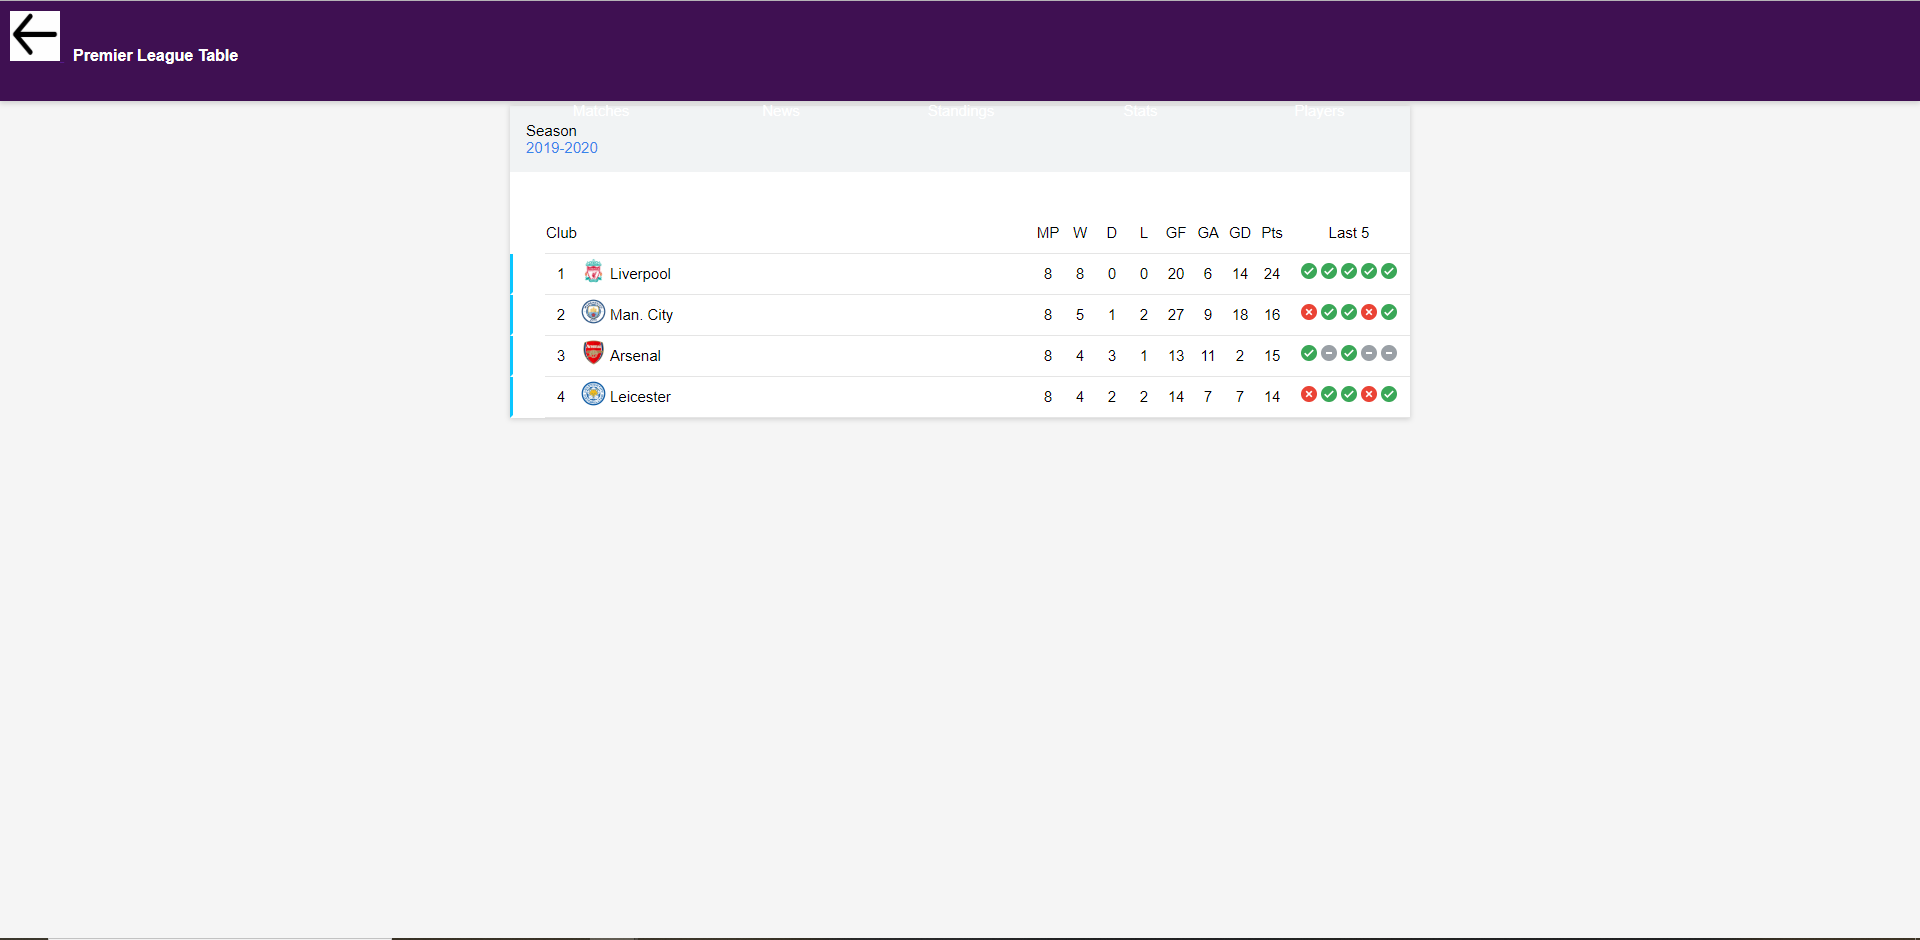 Premier League Table
Matches News Standings Stats Players
Season
2019-2020
Club MP W D L GF GA GD Pts Last 5
1 Liverpool 8 8 0 0 20 6 14 24
2 Man. City 8 5 1 2 27 9 18 16
3 Arsenal 8 4 3 1 13 11 2 15
4 Leicester 8 4 2 2 14 7 7 14